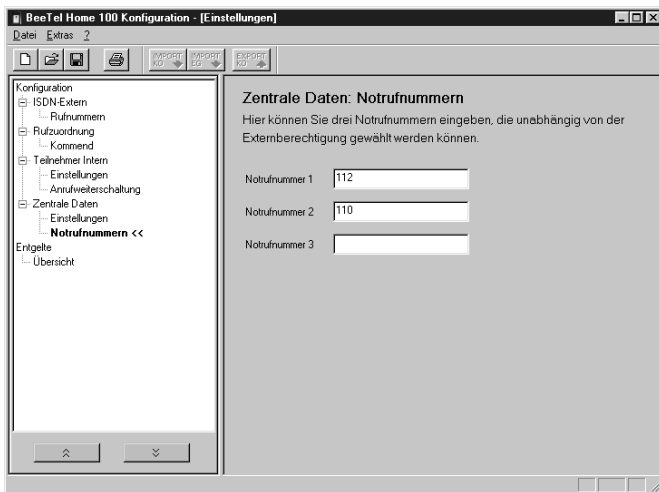 BeeTel Home 100 Konfiguration - [Einstellungen]
Datei Extras ?
IMPORT KO IMPORT EG EXPORT KO
Konfiguration
ISDN-Extern
Rufnummern
Rufzuordnung
Kommend
Teilnehmer Intern
Einstellungen
Anrufweiterschaltung
Zentrale Daten
Einstellungen
Notrufnummern <<
Entgelte
Übersicht
Zentrale Daten: Notrufnummern
Hier können Sie drei Notrufnummern eingeben, die unabhängig von der
Externberechtigung gewählt werden können.
Notrufnummer 1 112
Notrufnummer 2 110
Notrufnummer 3